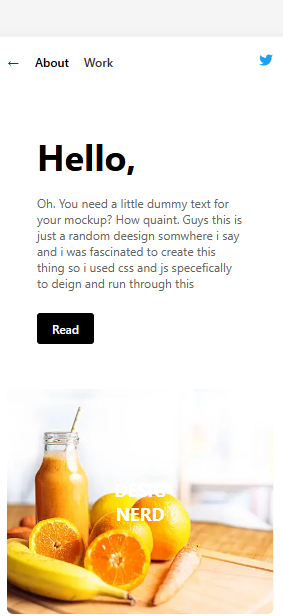 ← About Work
Hello,
Oh. You need a little dummy text for
your mockup? How quaint. Guys this is
just a random deesign somwhere i say
and i was fascinated to create this
thing so i used css and js specefically
to deign and run through this
Read
NERD